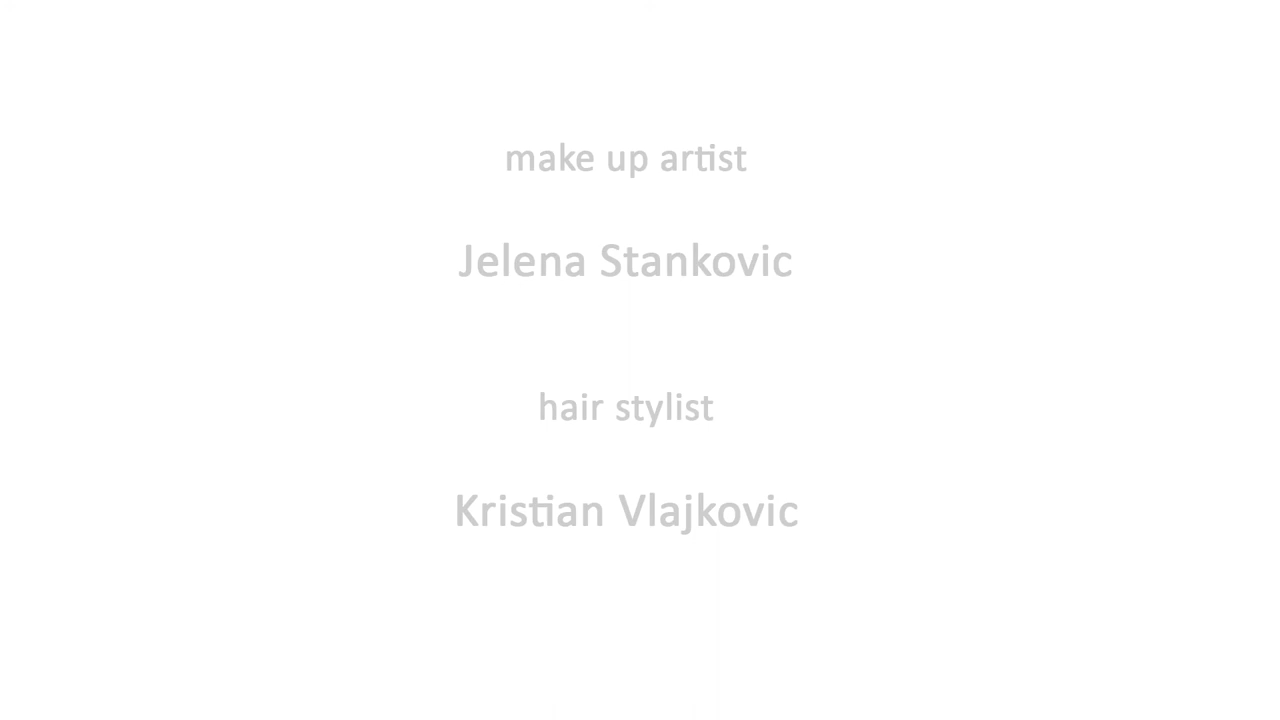 make up artist
Jelena Stankovic
hair stylist
Kristian Vlajkovic